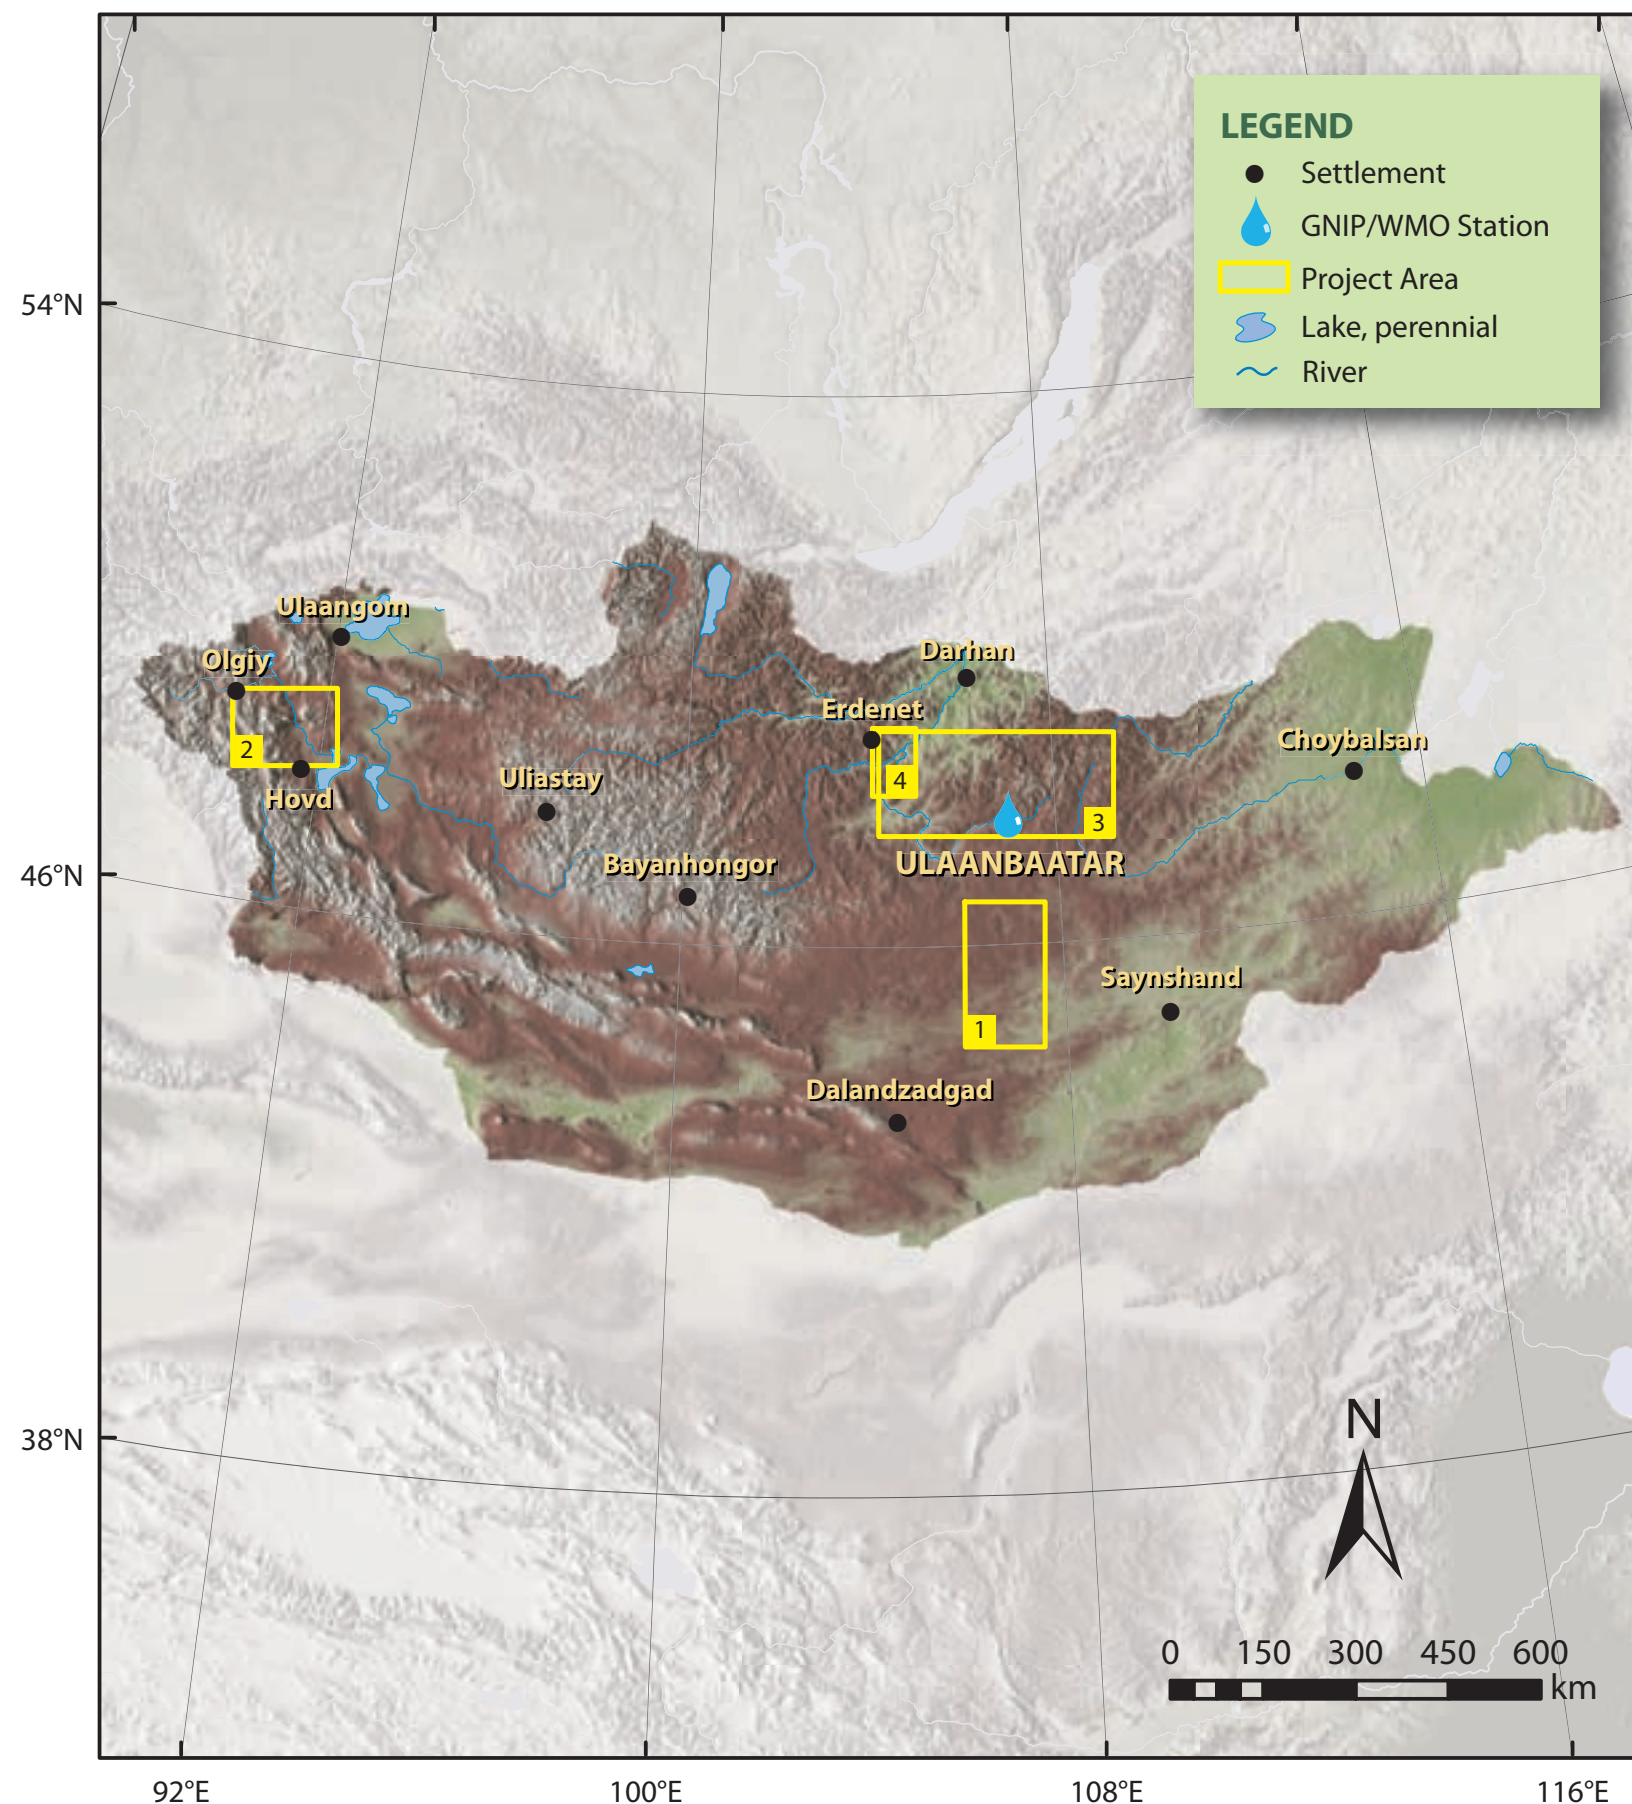 LEGEND
Settlement
GNIP/WMO Station
Project Area
Lake, perennial
River
54°N
46°N
38°N
Ulaangom
Olgiy
2
Hovd
Uliastay
Bayanhongor
Darhan
Erdenet
4
3
ULAANBAATAR
Choybalsan
1
Saynshand
Dalandzadgad
N
0 150 300 450 600
km
92°E 100°E 108°E 116°E